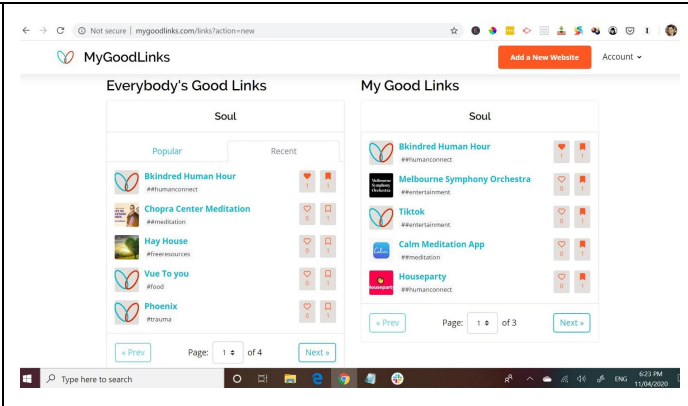 Not secure | mygoodlinks.com/links?action=new
MyGoodLinks
Add a New Website
Account
Everybody's Good Links
Soul
Popular
Recent
Bkindred Human Hour
##humanconnect
1
1
Chopra Center Meditation
##meditation
0
1
Hay House
#freeresources
0
1
Vue To you
#food
0
1
Phoenix
#trauma
0
1
« Prev
Page:
1
of 4
Next »
My Good Links
Soul
Bkindred Human Hour
##humanconnect
1
1
Melbourne Symphony Orchestra
Melbourne
Symphony
Orchestra
##entertainment
0
1
Tiktok
##entertainment
0
1
Calm
Calm Meditation App
##meditation
0
1
Houseparty
##humanconnect
0
1
« Prev
Page:
1
of 3
Next »
Type here to search
ENG
6:23 PM
11/04/2020